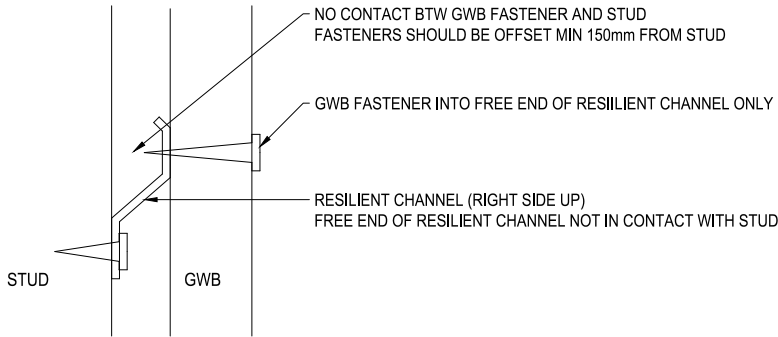 NO CONTACT BTW GWB FASTENER AND STUD
FASTENERS SHOULD BE OFFSET MIN 150mm FROM STUD
GWB FASTENER INTO FREE END OF RESIILIENT CHANNEL ONLY
RESILIENT CHANNEL (RIGHT SIDE UP)
FREE END OF RESILIENT CHANNEL NOT IN CONTACT WITH STUD
STUD
GWB